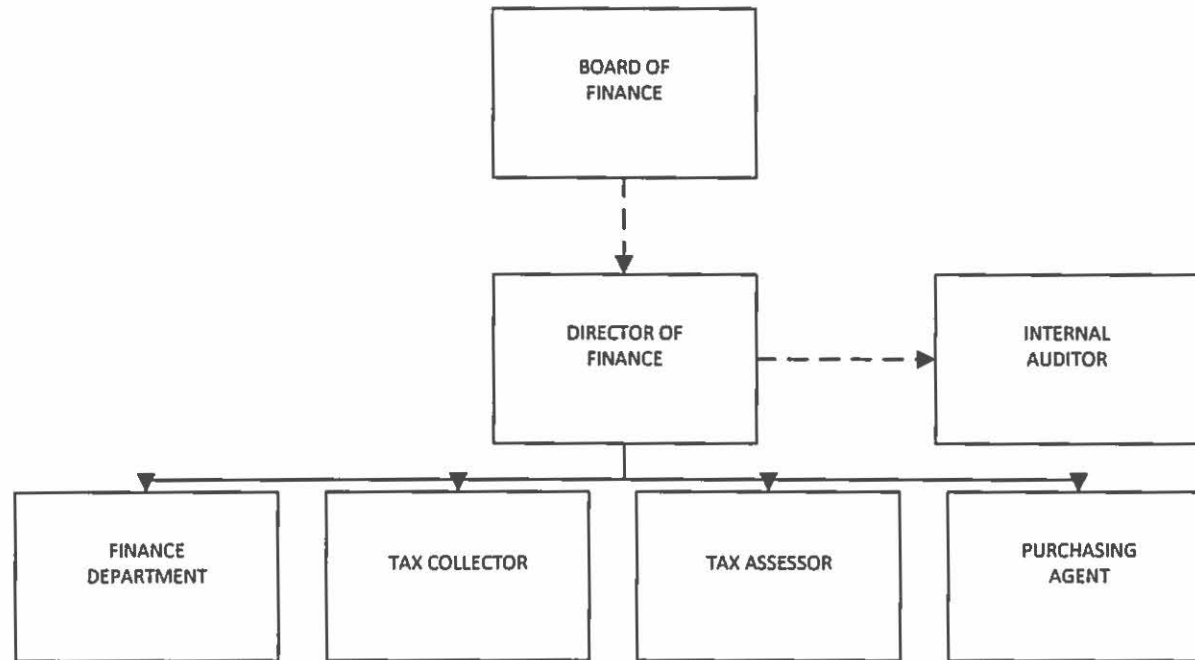 BOARD OF
FINANCE
DIRECTOR OF
FINANCE
INTERNAL
AUDITOR
FINANCE
DEPARTMENT
TAX COLLECTOR
TAX ASSESSOR
PURCHASING
AGENT